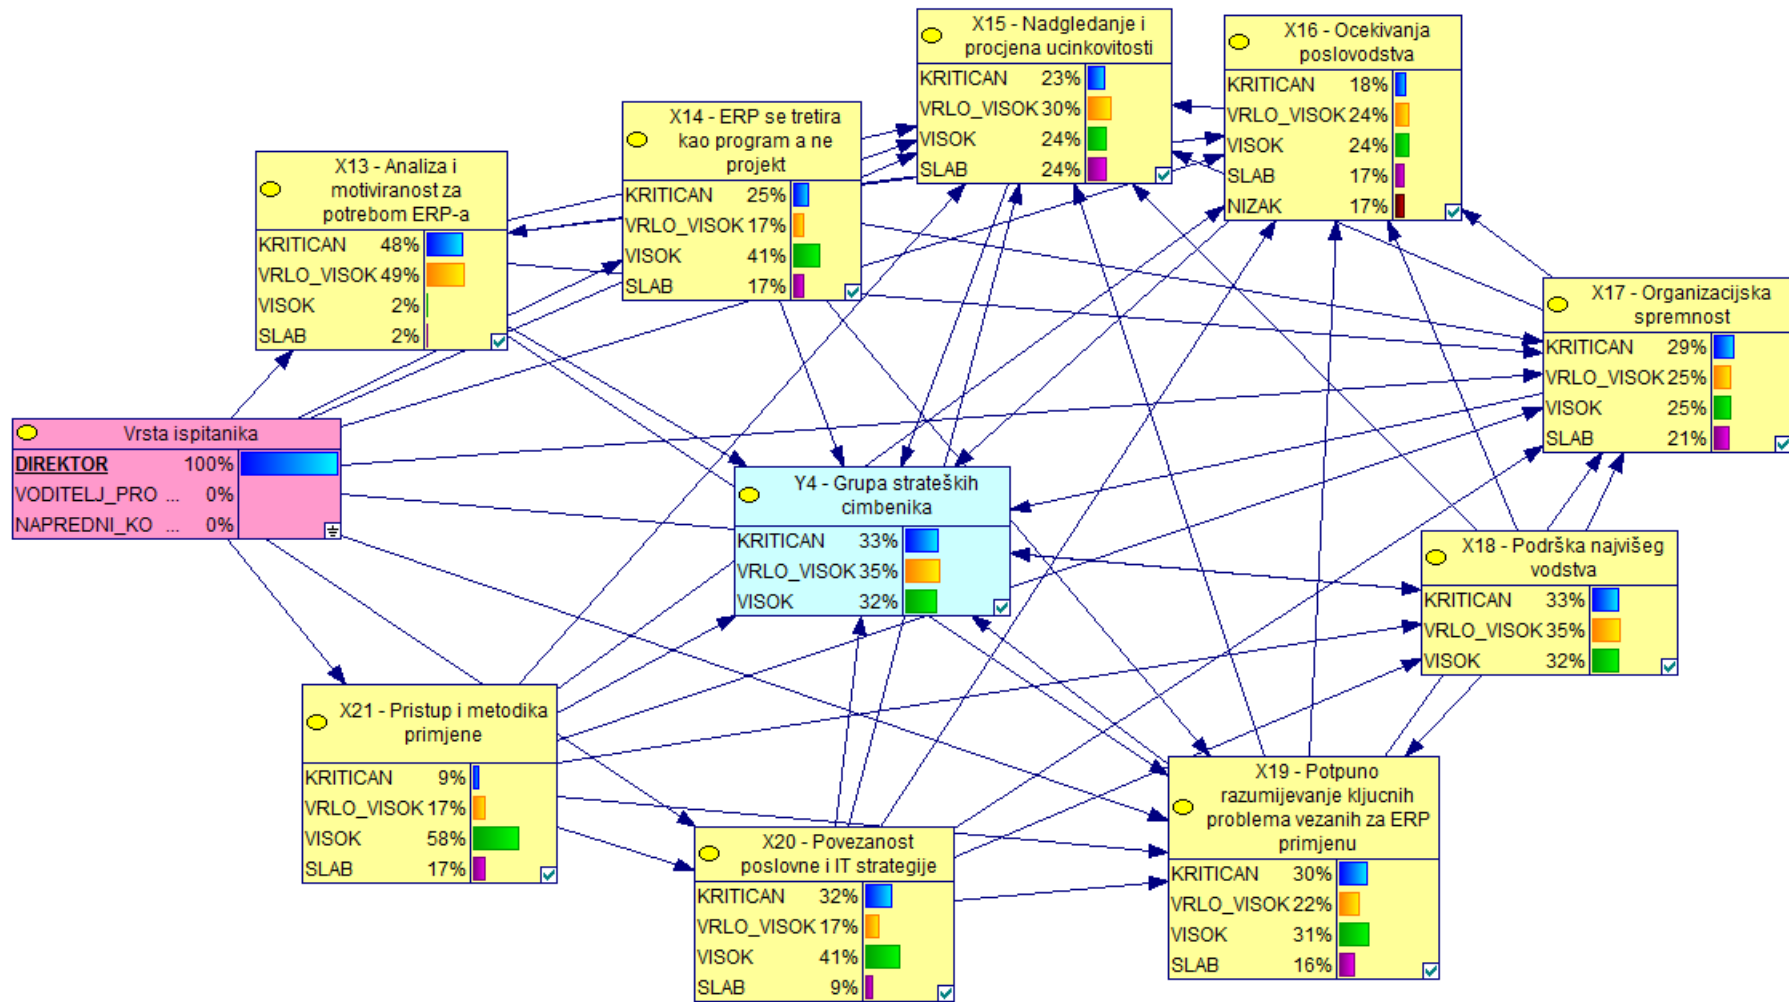 X15 - Nadgledanje i
procjena ucinkovitosti
KRITICAN 23%
VRLO_VISOK 30%
VISOK 24%
SLAB 24%
X16 - Ocekivanja
poslovodstva
KRITICAN 18%
VRLO_VISOK 24%
VISOK 24%
SLAB 17%
NIZAK 17%
X14 - ERP se tretira
kao program a ne
projekt
KRITICAN 25%
VRLO_VISOK 17%
VISOK 41%
SLAB 17%
X13 - Analiza i
motiviranost za
potrebom ERP-a
KRITICAN 48%
VRLO_VISOK 49%
VISOK 2%
SLAB 2%
X17 - Organizacijska
spremnost
KRITICAN 29%
VRLO_VISOK 25%
VISOK 25%
SLAB 21%
Vrsta ispitanika
DIREKTOR 100%
VODITELJ_PRO ... 0%
NAPREDNI_KO ... 0%
Y4 - Grupa strateških
cimbenika
KRITICAN 33%
VRLO_VISOK 35%
VISOK 32%
X18 - Podrška najvišeg
vodstva
KRITICAN 33%
VRLO_VISOK 35%
VISOK 32%
X21 - Pristup i metodika
primjene
KRITICAN 9%
VRLO_VISOK 17%
VISOK 58%
SLAB 17%
X20 - Povezanost
poslovne i IT strategije
KRITICAN 32%
VRLO_VISOK 17%
VISOK 41%
SLAB 9%
X19 - Potpuno
razumijevanje kljucnih
problema vezanih za ERP
primjenu
KRITICAN 30%
VRLO_VISOK 22%
VISOK 31%
SLAB 16%